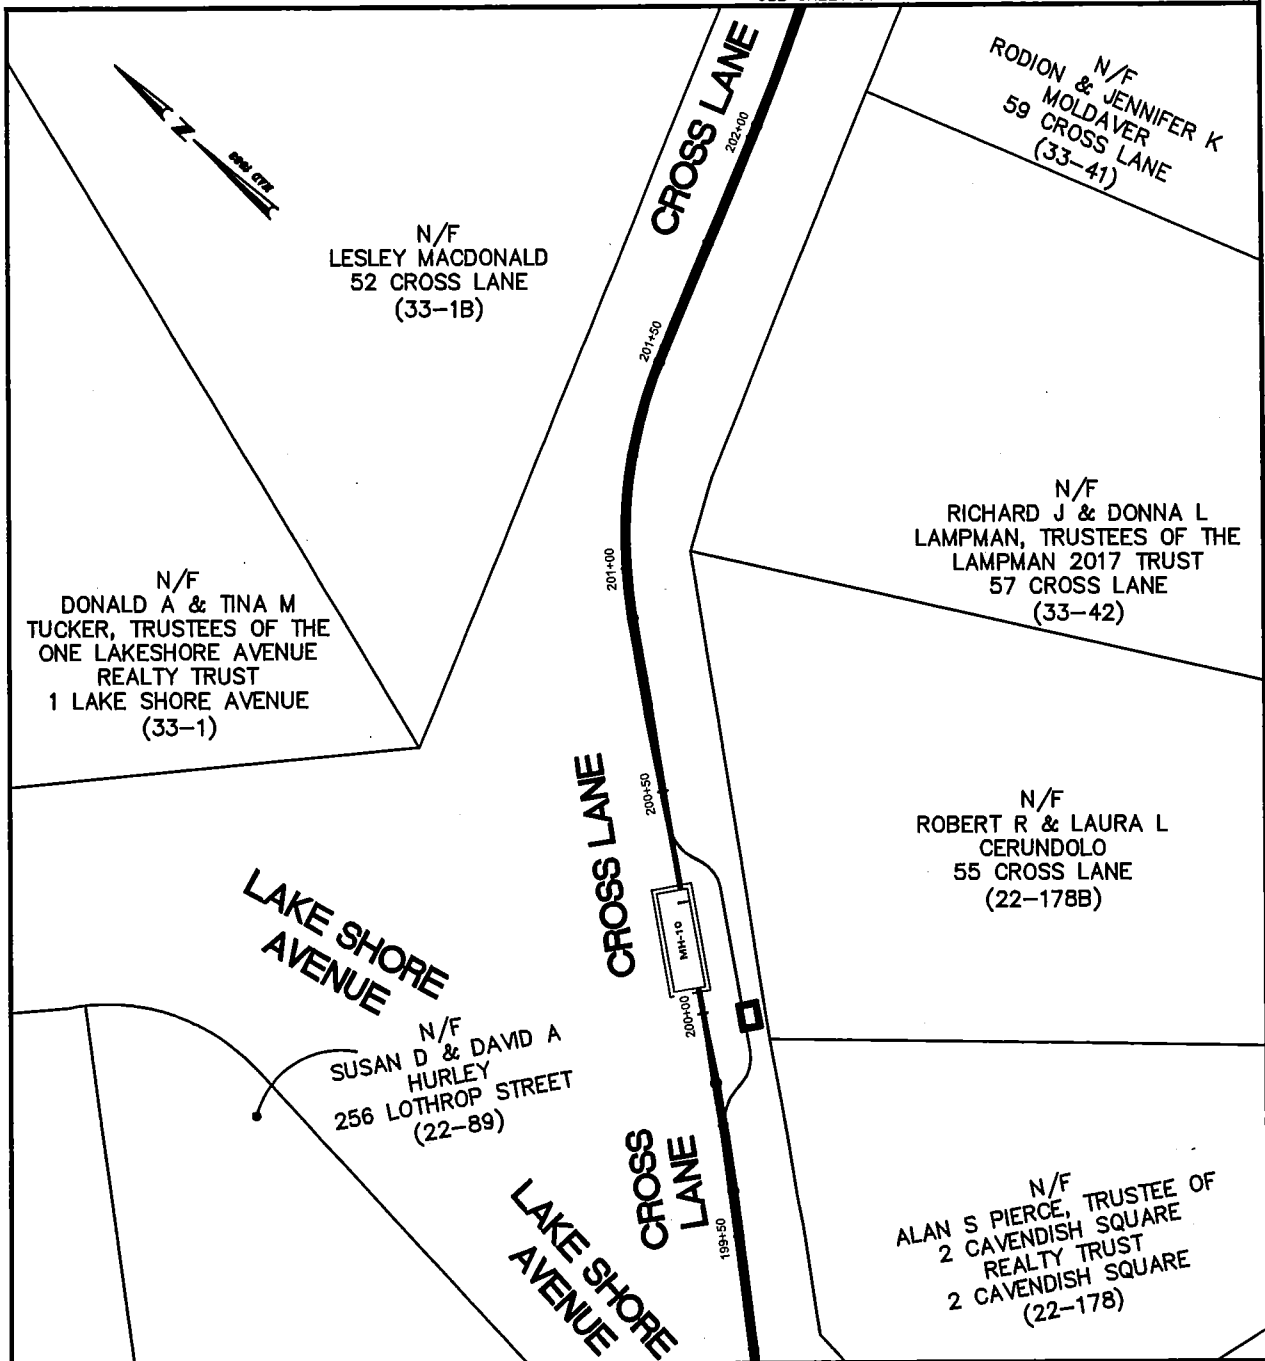 CROSS LANE
202+00
N/F
RODION & JENNIFER K
MOLDAVER
59 CROSS LANE
(33-41)
N
N/F
LESLEY MACDONALD
52 CROSS LANE
(33-1B)
201+50
N/F
RICHARD J & DONNA L
LAMPMAN, TRUSTEES OF THE
LAMPMAN 2017 TRUST
57 CROSS LANE
(33-42)
201+00
N/F
DONALD A & TINA M
TUCKER, TRUSTEES OF THE
ONE LAKESHORE AVENUE
REALTY TRUST
1 LAKE SHORE AVENUE
(33-1)
200+50
CROSS LANE
N/F
ROBERT R & LAURA L
CERUNDOLO
55 CROSS LANE
(22-178B)
MH-10
LAKE SHORE
AVENUE
200+00
N/F
SUSAN D & DAVID A
HURLEY
256 LOTHROP STREET
(22-89)
CROSS
LANE
199+50
LAKE SHORE
AVENUE
N/F
ALAN S PIERCE, TRUSTEE OF
2 CAVENDISH SQUARE
REALTY TRUST
2 CAVENDISH SQUARE
(22-178)